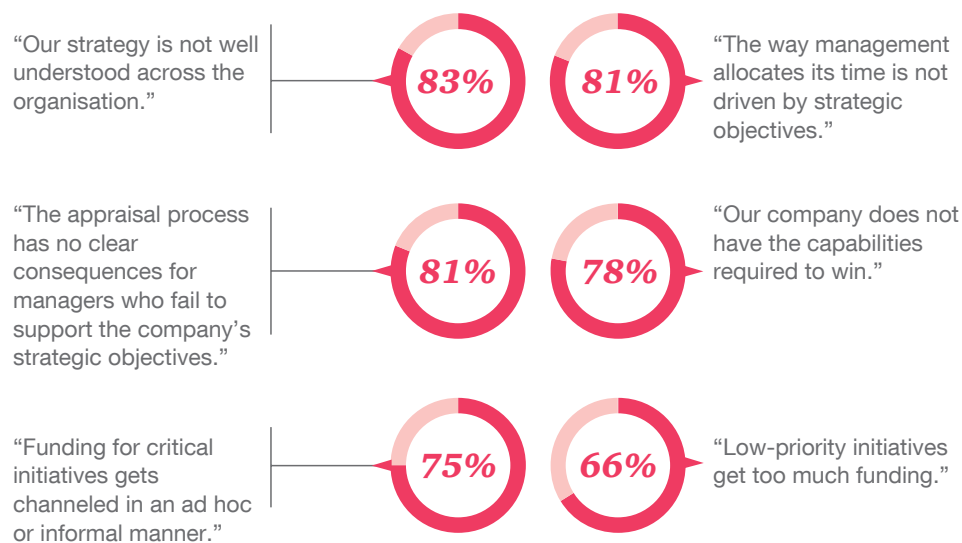 “Our strategy is not well
understood across the
organisation.”
83%
81%
“The way management
allocates its time is not
driven by strategic
objectives.”
“The appraisal process
has no clear
consequences for
managers who fail to
support the company’s
strategic objectives.”
81%
78%
“Our company does not
have the capabilities
required to win.”
“Funding for critical
initiatives gets
channeled in an ad hoc
or informal manner.”
75%
66%
“Low-priority initiatives
get too much funding.”